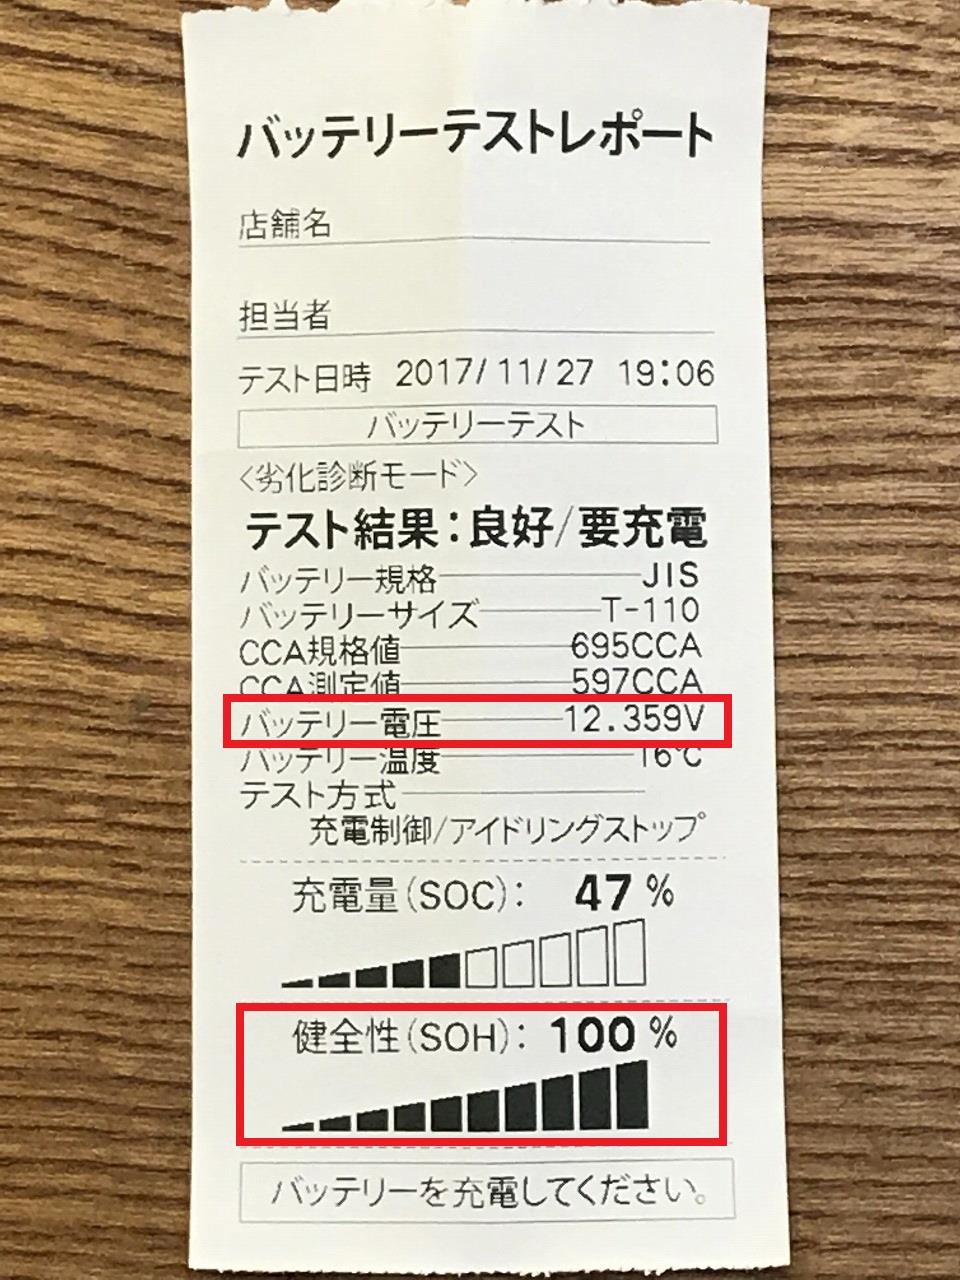 バッテリーテストレポート
店舗名
担当者
テスト日時 2017/11/27 19:06
バッテリーテスト
<劣化診断モード>
テスト結果:良好/要充電
バッテリー規格 JIS
バッテリーサイズ T-110
CCA規格値 695CCA
CCA測定値 597CCA
バッテリー電圧 12.359V
バッテリー温度 16℃
テスト方式
充電制御/アイドリングストップ
充電量(SOC): 47 %
健全性(SOH): 100 %
バッテリーを充電してください。